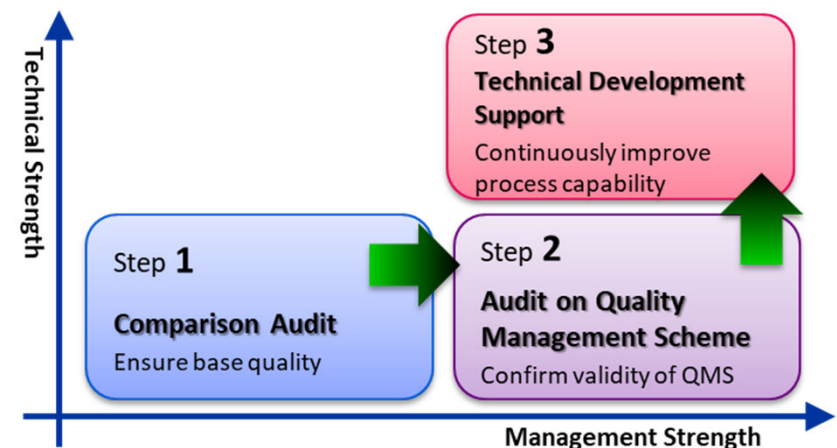 Technical Strength
Step 3
Technical Development
Support
Continuously improve
process capability
Step 1
Comparison Audit
Ensure base quality
Step 2
Audit on Quality
Management Scheme
Confirm validity of QMS
Management Strength